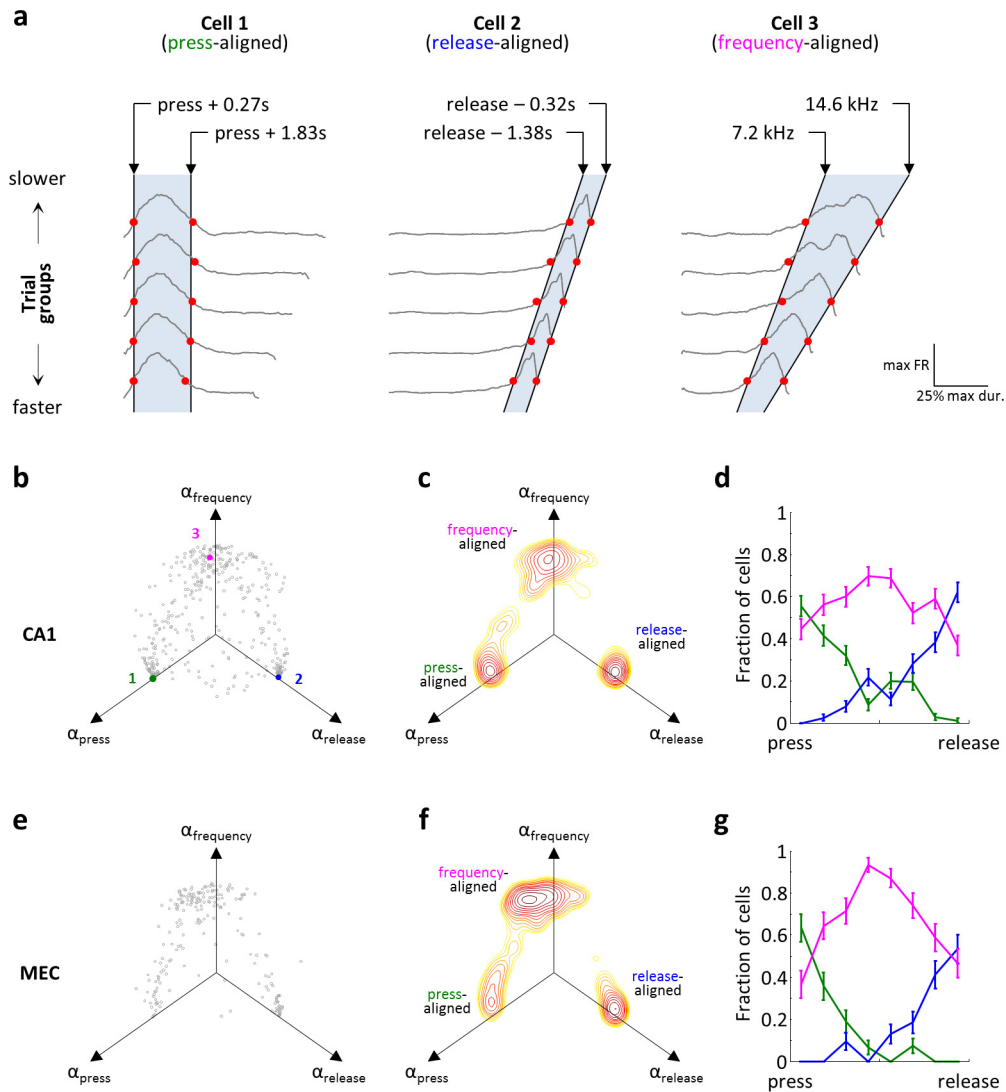 a
Cell 1
(press-aligned)
Cell 2
(release-aligned)
Cell 3
(frequency-aligned)
press + 0.27s
press + 1.83s
release – 0.32s
release – 1.38s
14.6 kHz
7.2 kHz
slower
Trial
groups
faster
max FR
25% max dur.
b
αfrequency
3
CA1
1
2
αpress
αrelease
c
αfrequency
frequency-
aligned
release-
aligned
press-
aligned
αpress
αrelease
d
Fraction of cells
1
0.8
0.6
0.4
0.2
0
press
release
e
αfrequency
MEC
αpress
αrelease
f
αfrequency
frequency-
aligned
press-
aligned
release-
aligned
αpress
αrelease
g
Fraction of cells
1
0.8
0.6
0.4
0.2
0
press
release